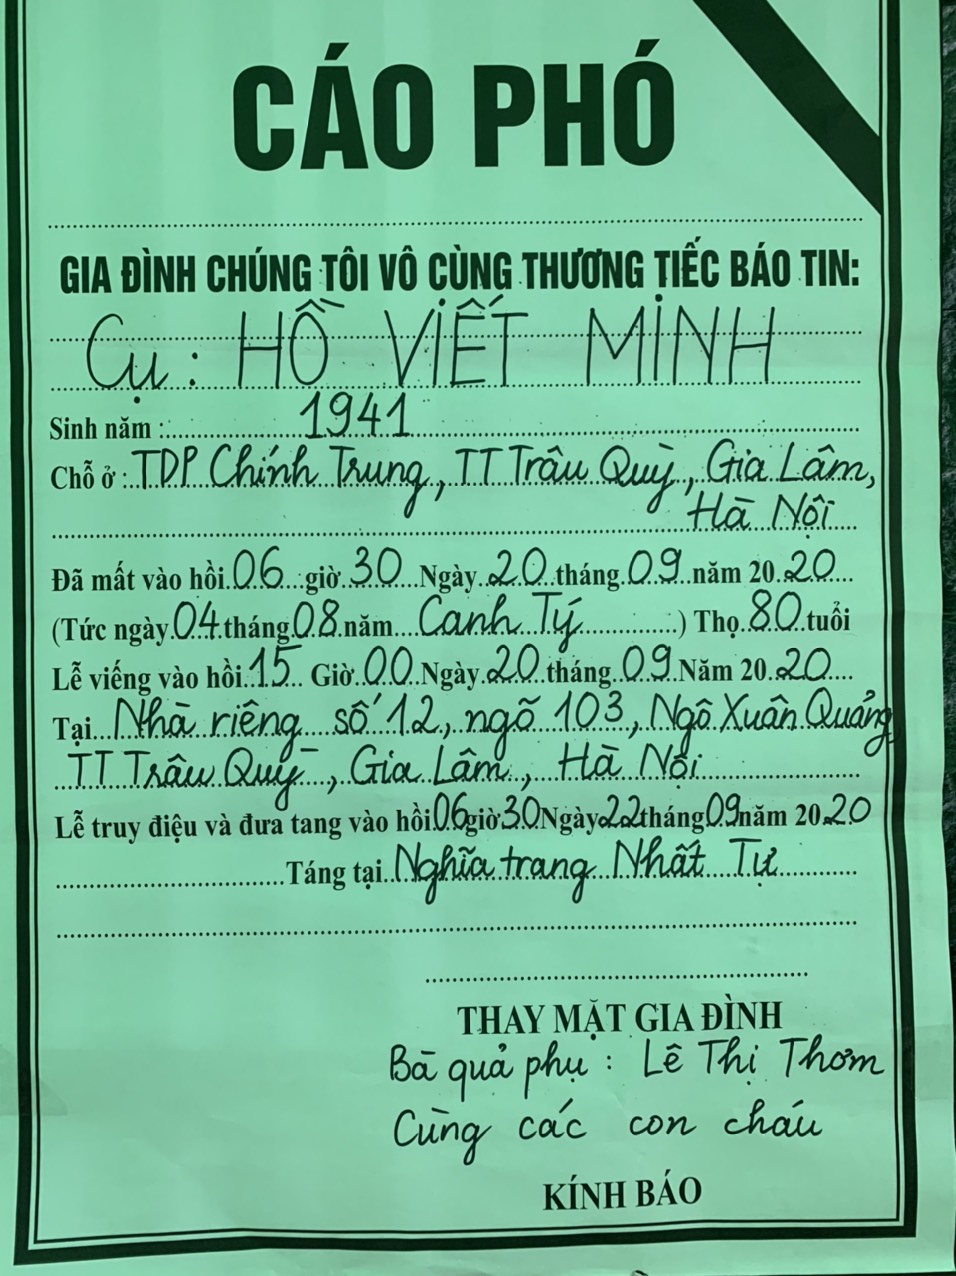 CÁO PHÓ
GIA ĐÌNH CHÚNG TÔI VÔ CÙNG THƯƠNG TIẾC BÁO TIN:
Cụ: HỒ VIẾT MINH
Sinh năm: 1941
Chỗ ở: TDP Chính Trung, TT Trâu Quỳ, Gia Lâm,
Hà Nội
Đã mất vào hồi 06 giờ 30 Ngày 20 tháng 09 năm 2020
(Tức ngày 04 tháng 08 năm Canh Tý) Thọ 80 tuổi
Lễ viếng vào hồi 15 Giờ 00 Ngày 20 tháng 09 Năm 2020
Tại Nhà riêng số 12, ngõ 103, Ngô Xuân Quảng
TT Trâu Quỳ, Gia Lâm, Hà Nội
Lễ truy điệu và đưa tang vào hồi 06 giờ 30 Ngày 22 tháng 09 năm 2020
Táng tại Nghĩa trang Nhất Tự
THAY MẶT GIA ĐÌNH
Bà quả phụ: Lê Thị Thơm
Cùng các con cháu
KÍNH BÁO